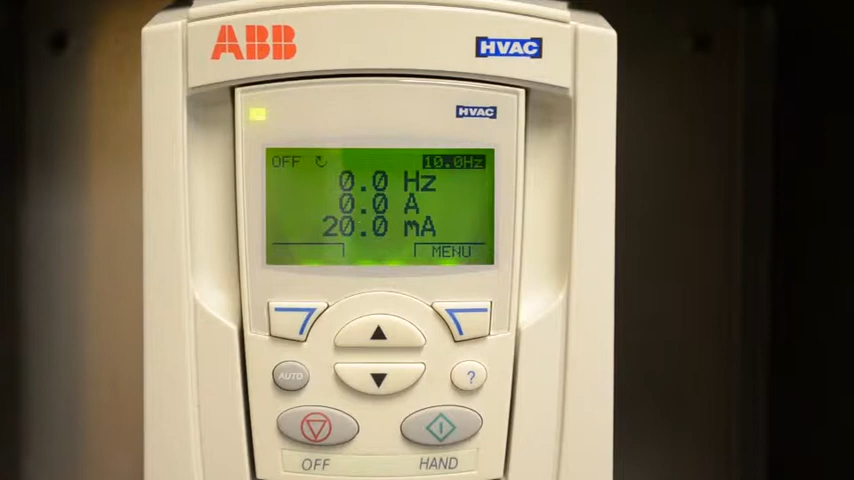 ABB
HVAC
HVAC
OFF ↻ 10.0Hz
0.0 Hz
0.0 A
20.0 mA
MENU
AUTO
?
OFF HAND